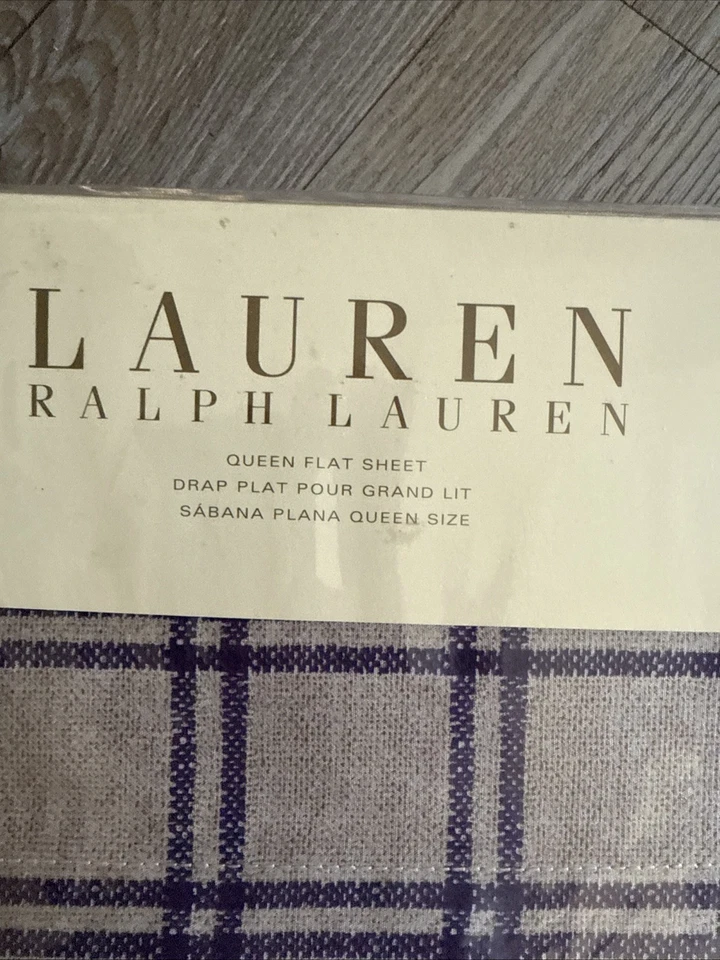 LAUREN
RALPH LAUREN
QUEEN FLAT SHEET
DRAP PLAT POUR GRAND LIT
SÁBANA PLANA QUEEN SIZE